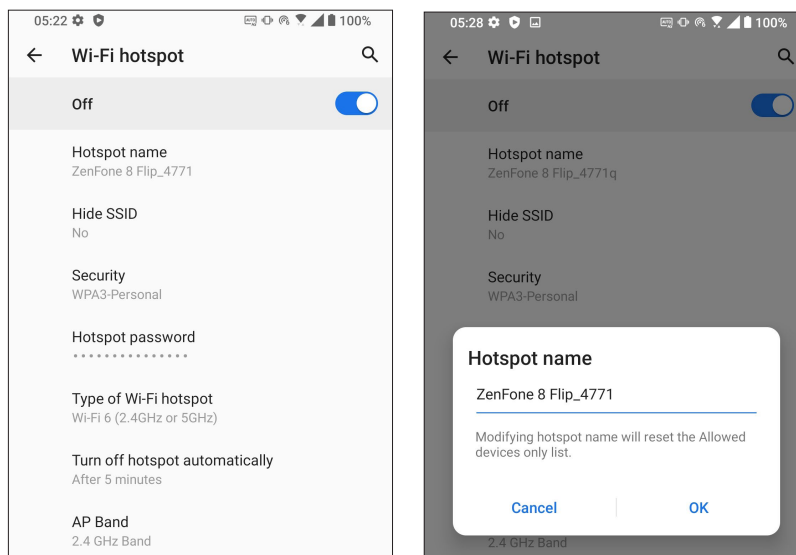 05:22
100%
Wi-Fi hotspot
Off
Hotspot name
ZenFone 8 Flip_4771
Hide SSID
No
Security
WPA3-Personal
Hotspot password
Type of Wi-Fi hotspot
Wi-Fi 6 (2.4GHz or 5GHz)
Turn off hotspot automatically
After 5 minutes
AP Band
2.4 GHz Band
05:28
100%
Wi-Fi hotspot
Off
Hotspot name
ZenFone 8 Flip_4771q
Hide SSID
No
Security
WPA3-Personal
Hotspot name
ZenFone 8 Flip_4771
Modifying hotspot name will reset the Allowed
devices only list.
Cancel
OK
2.4 GHz Band